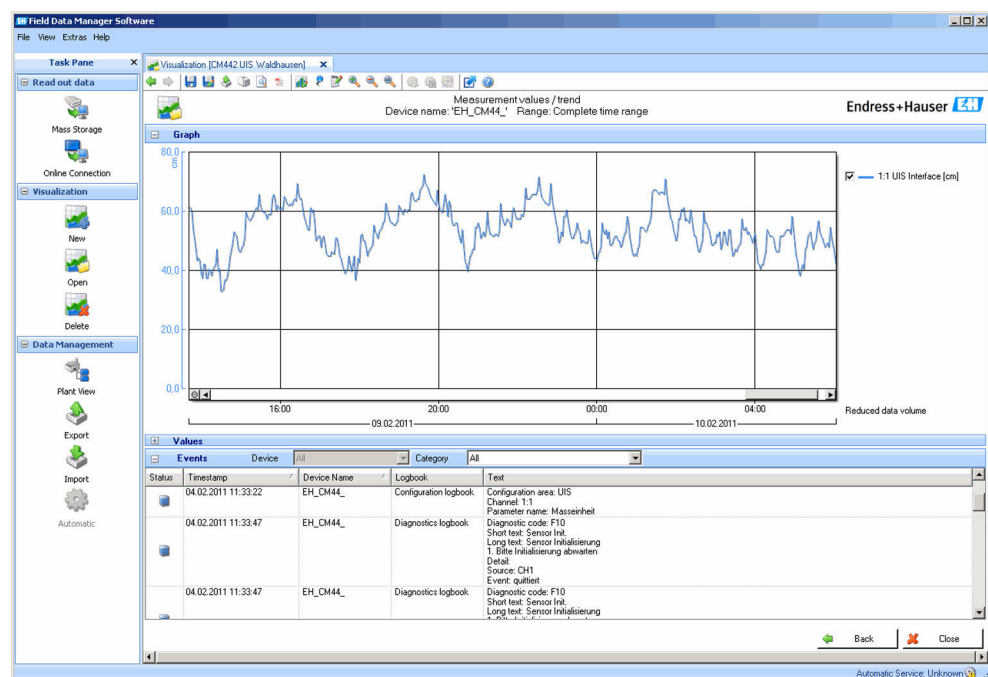 Field Data Manager Software
File View Extras Help
Task Pane X
Visualization [CM442 UIS Waldhausen] X
Read out data
Mass Storage
Online Connection
Visualization
New
Open
Delete
Data Management
Plant View
Export
Import
Automatic
Measurement values / trend
Device name: 'EH_CM44_' Range: Complete time range
Endress+Hauser EH
Graph
80,0
cm
60,0
40,0
20,0
0,0
1:1 UIS Interface [cm]
16:00 20:00 00:00 04:00
09.02.2011 10.02.2011
Reduced data volume
Values
Events Device All Category All
Status Timestamp Device Name Logbook Text
04.02.2011 11:33:22 EH_CM44_ Configuration logbook Configuration area: UIS
Channel: 1:1
Parameter name: Masseinheit
04.02.2011 11:33:47 EH_CM44_ Diagnostics logbook Diagnostic code: F10
Short text: Sensor Init.
Long text: Sensor Initialisierung
1. Bitte Initialisierung abwarten
Detail:
Source: CH1
Event: quittiert
04.02.2011 11:33:47 EH_CM44_ Diagnostics logbook Diagnostic code: F10
Short text: Sensor Init.
Long text: Sensor Initialisierung
Back Close
Automatic Service: Unknown